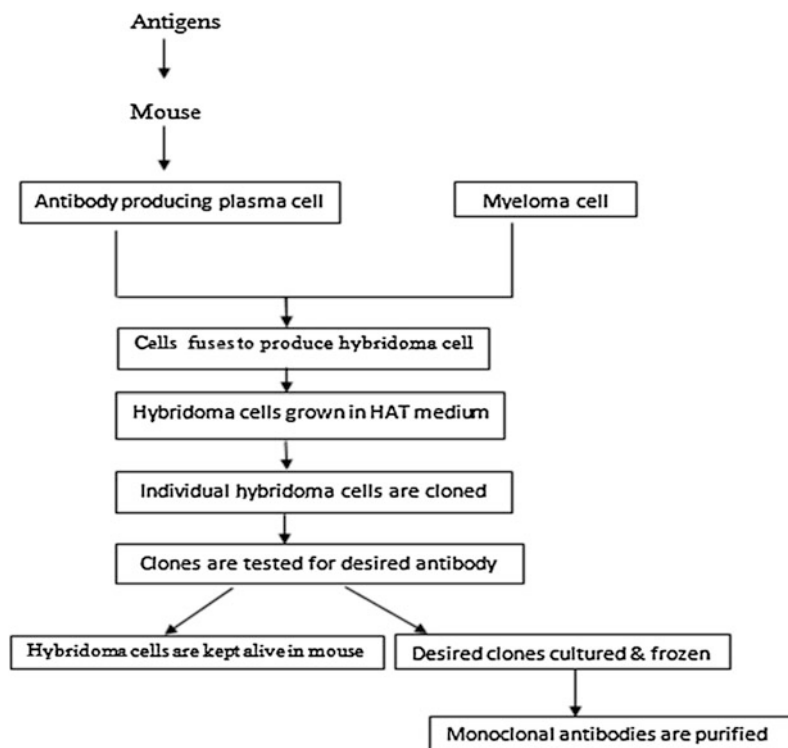 Antigens
Mouse
Antibody producing plasma cell
Myeloma cell
Cells fuses to produce hybridoma cell
Hybridoma cells grown in HAT medium
Individual hybridoma cells are cloned
Clones are tested for desired antibody
Hybridoma cells are kept alive in mouse
Desired clones cultured & frozen
Monoclonal antibodies are purified